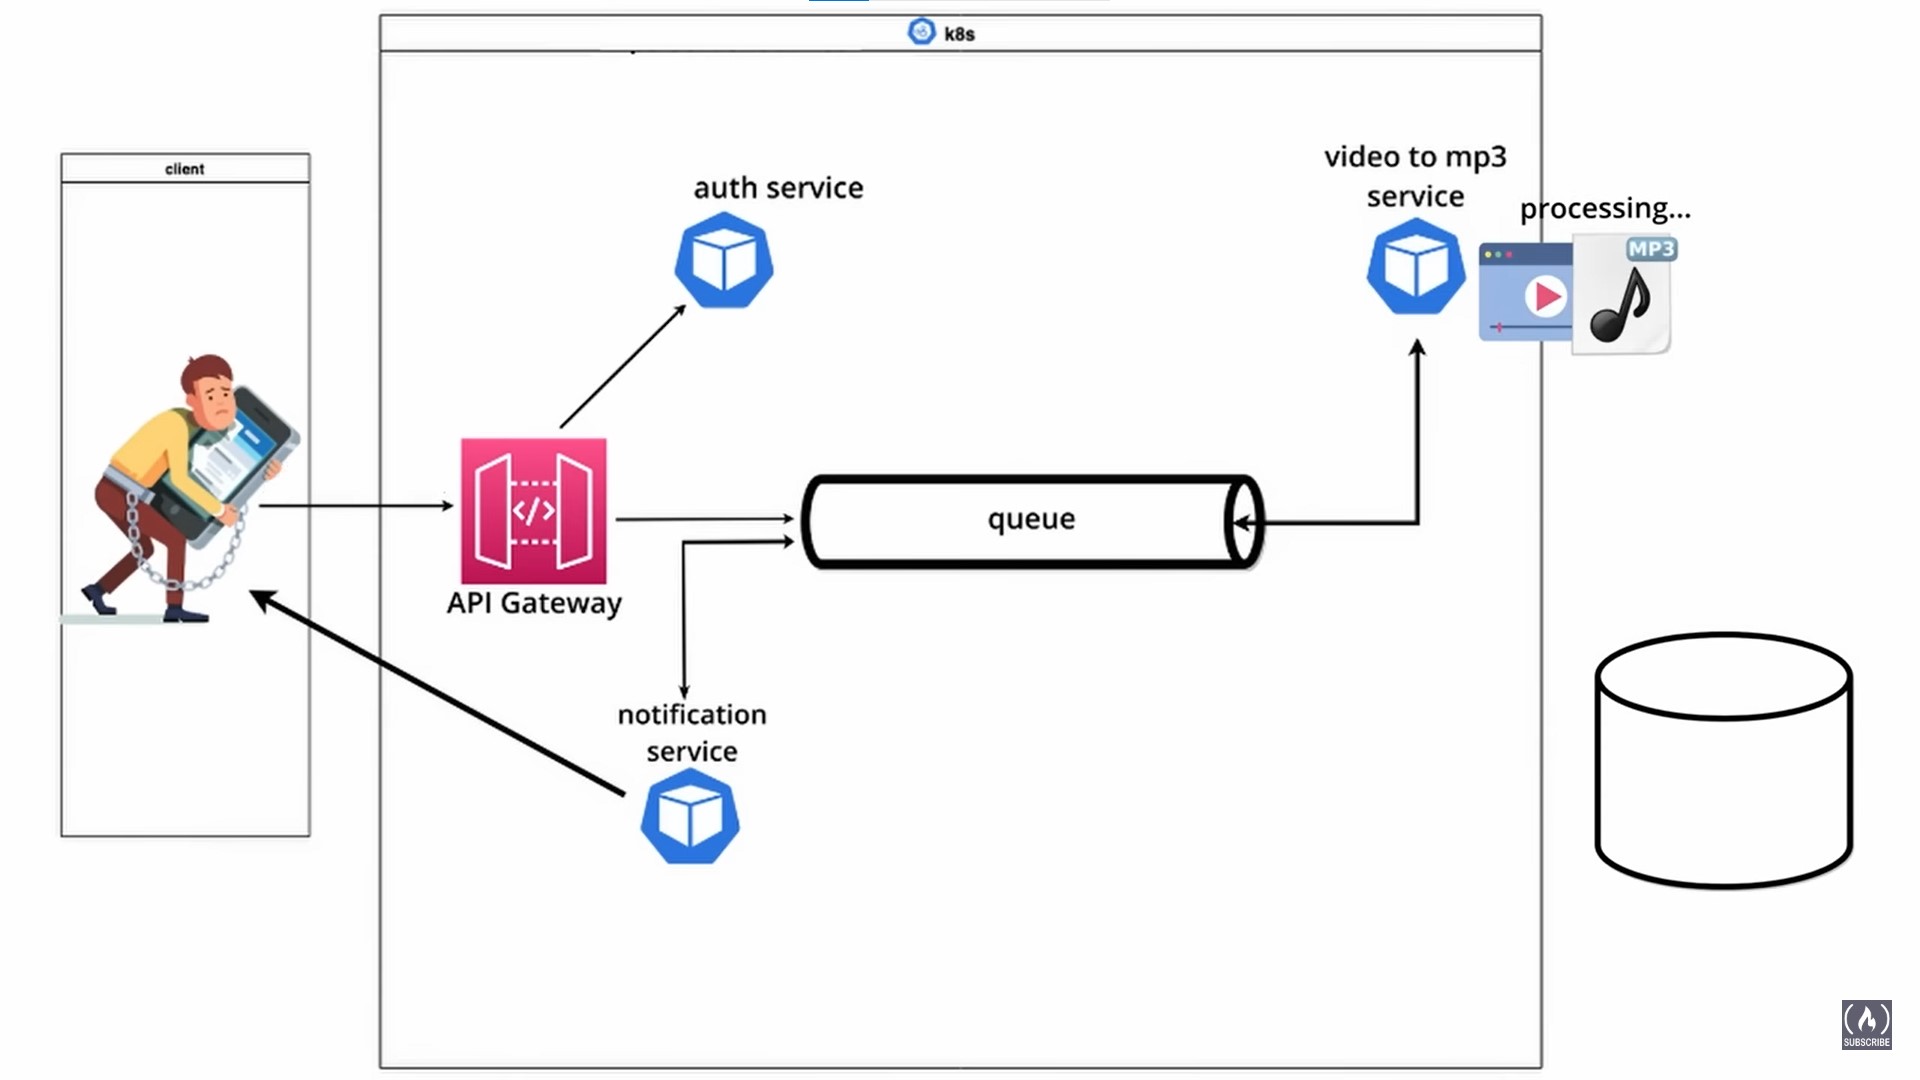 k8s
client
auth service
video to mp3
service
processing...
MP3
</>
queue
API Gateway
notification
service
SUBSCRIBE